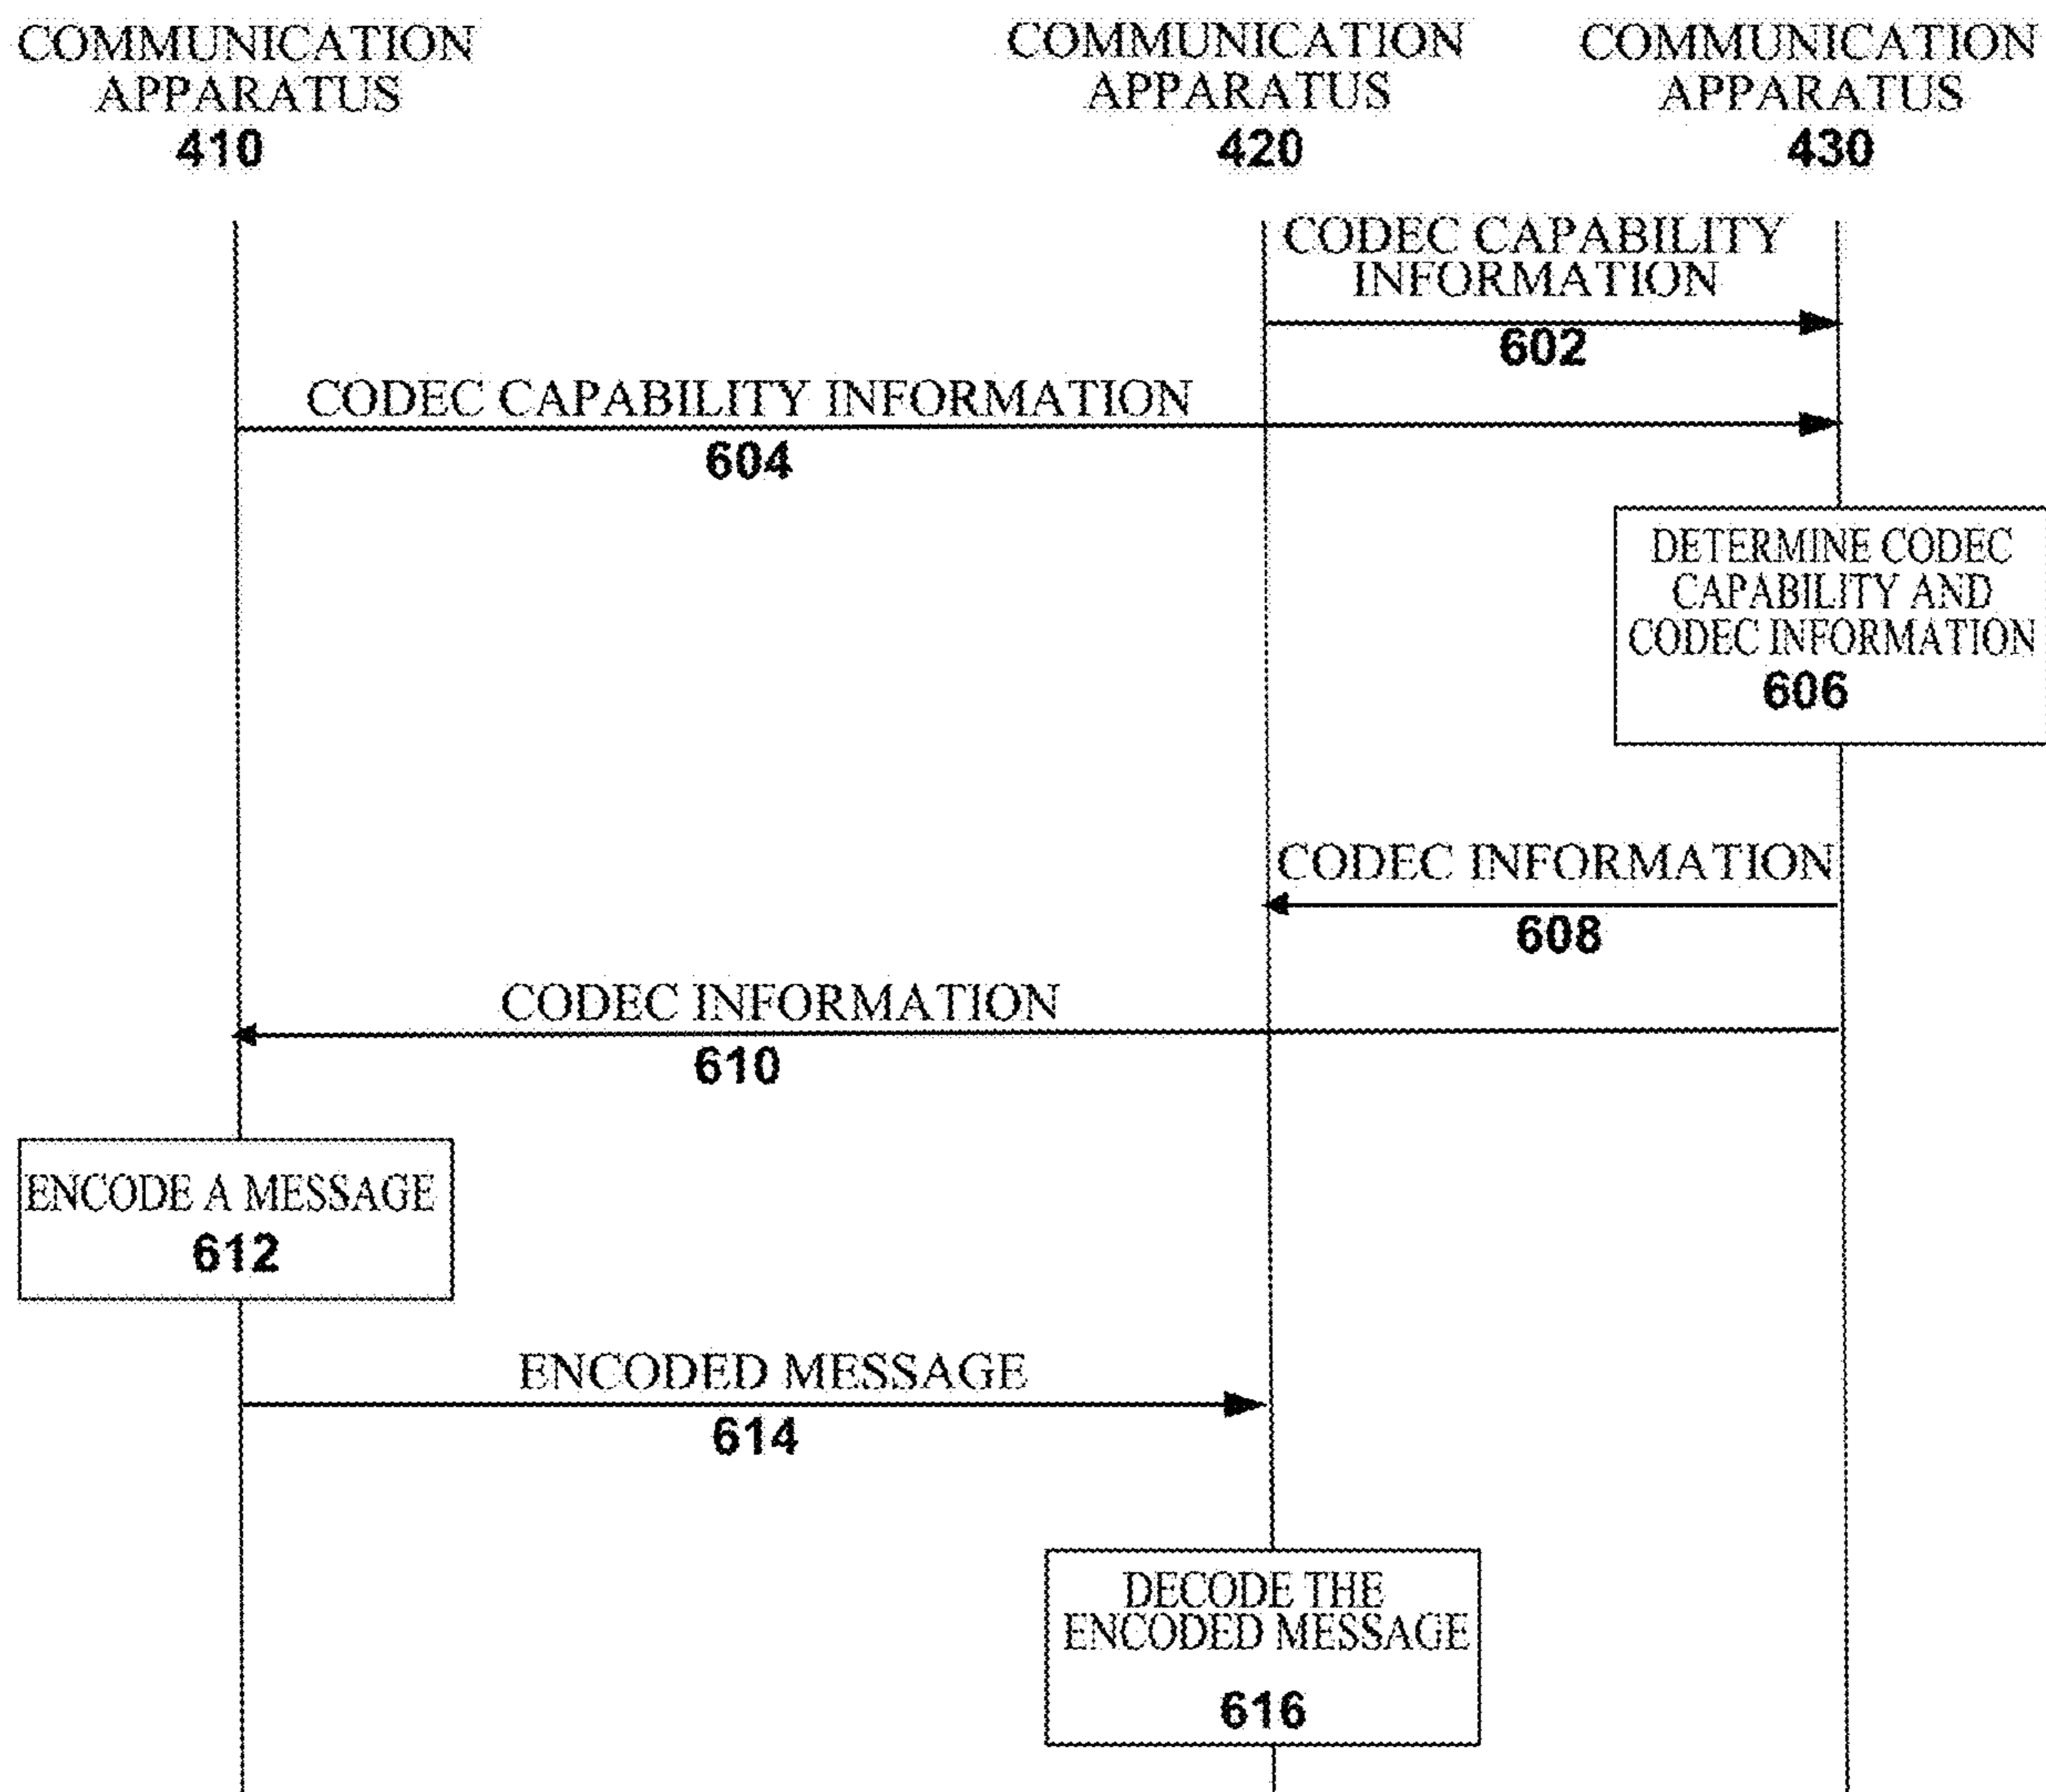 COMMUNICATION
APPARATUS
410
COMMUNICATION
APPARATUS
420
COMMUNICATION
APPARATUS
430
CODEC CAPABILITY
INFORMATION
602
CODEC CAPABILITY INFORMATION
604
DETERMINE CODEC
CAPABILITY AND
CODEC INFORMATION
606
CODEC INFORMATION
608
CODEC INFORMATION
610
ENCODE A MESSAGE
612
ENCODED MESSAGE
614
DECODE THE
ENCODED MESSAGE
616